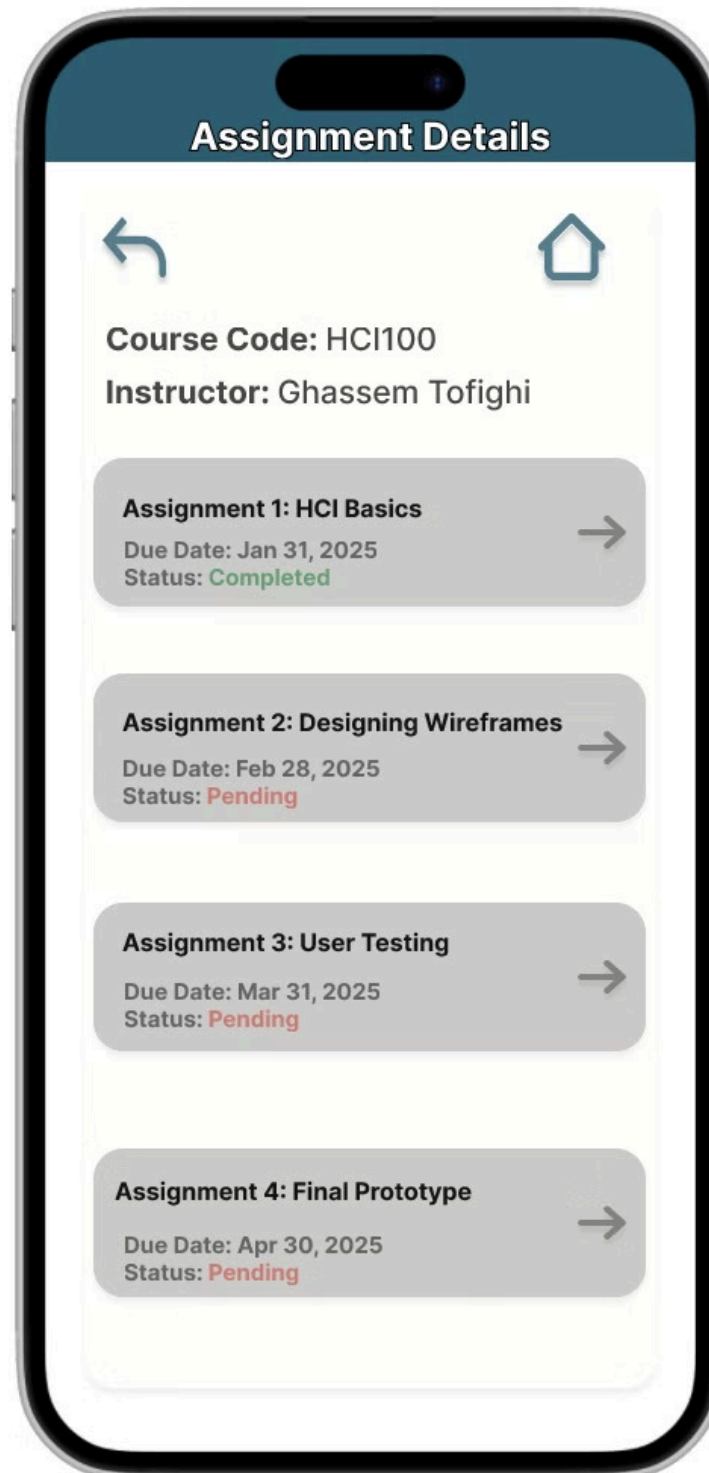 Assignment Details
Course Code: HCI100
Instructor: Ghassem Tofighi
Assignment 1: HCI Basics
Due Date: Jan 31, 2025
Status: Completed
Assignment 2: Designing Wireframes
Due Date: Feb 28, 2025
Status: Pending
Assignment 3: User Testing
Due Date: Mar 31, 2025
Status: Pending
Assignment 4: Final Prototype
Due Date: Apr 30, 2025
Status: Pending